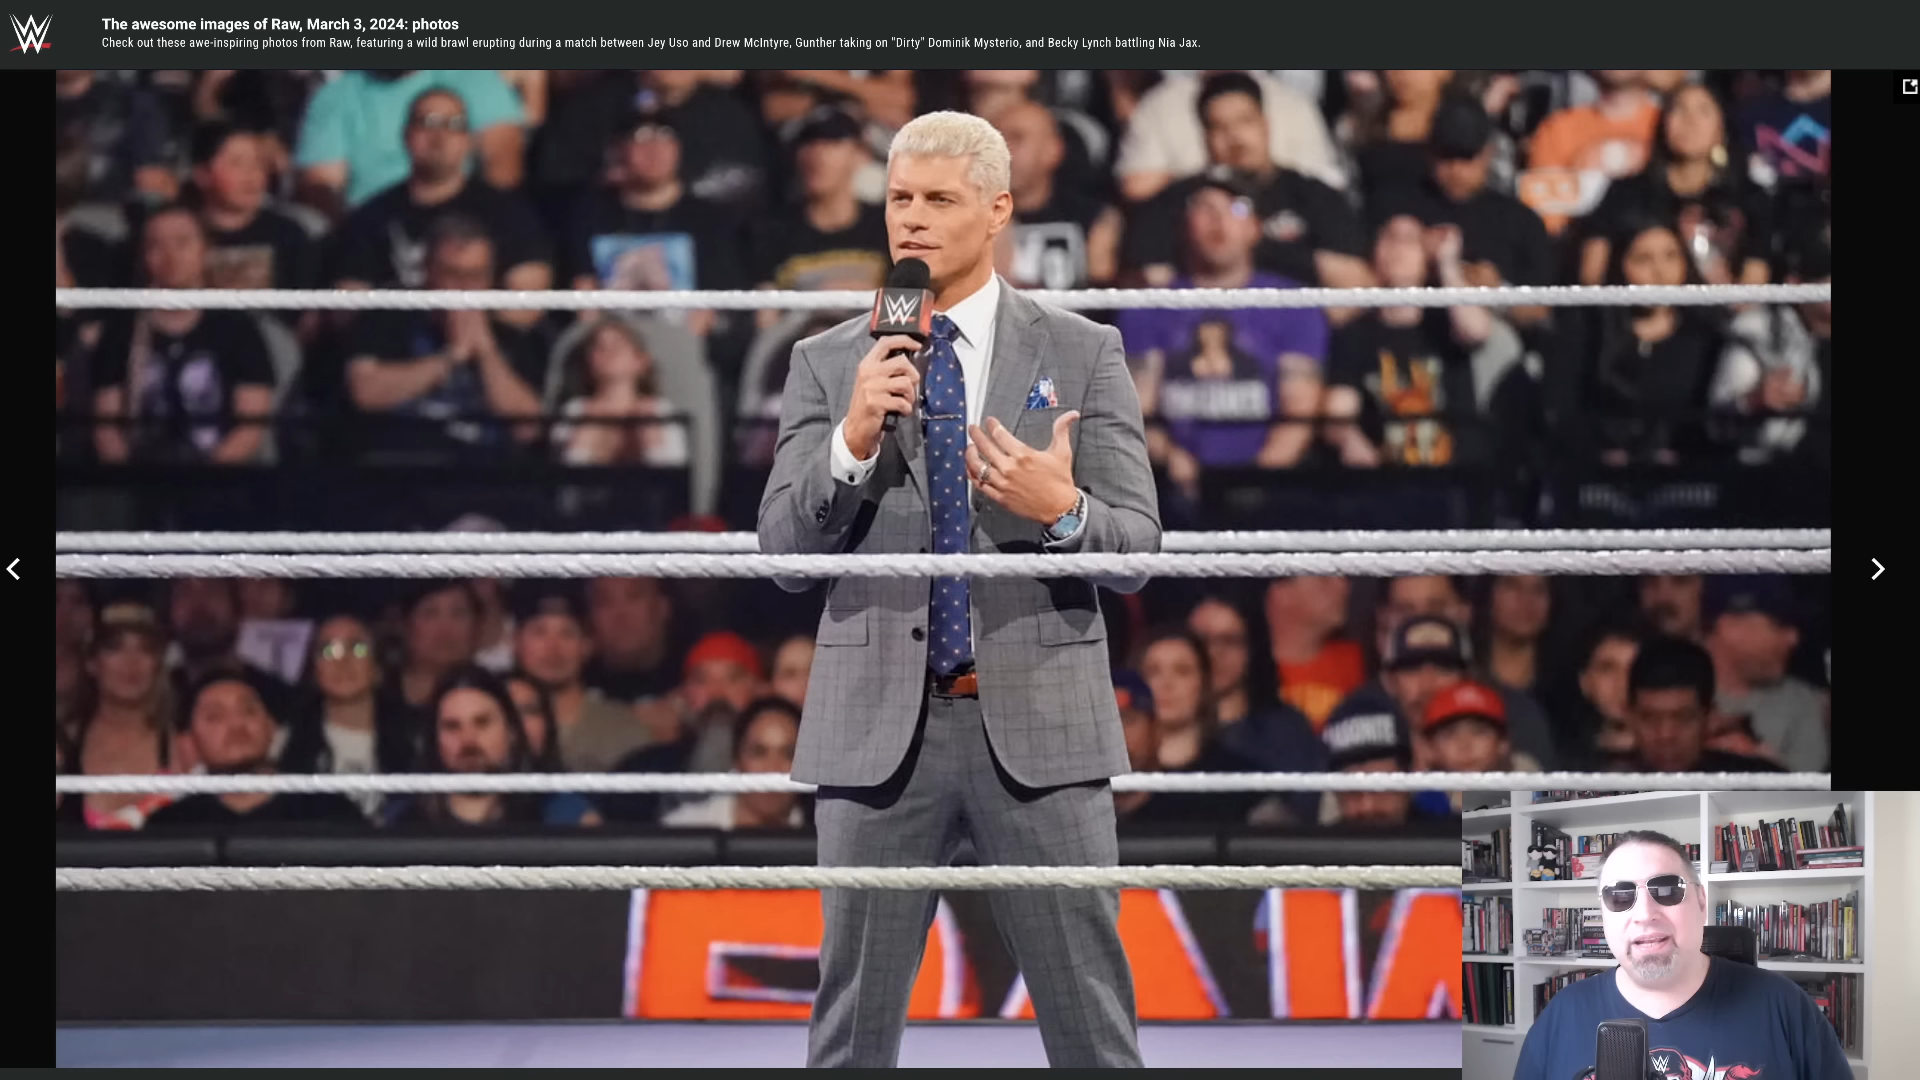 The awesome images of Raw, March 3, 2024: photos
Check out these awe-inspiring photos from Raw, featuring a wild brawl erupting during a match between Jey Uso and Drew McIntyre, Gunther taking on "Dirty" Dominik Mysterio, and Becky Lynch battling Nia Jax.
RAW